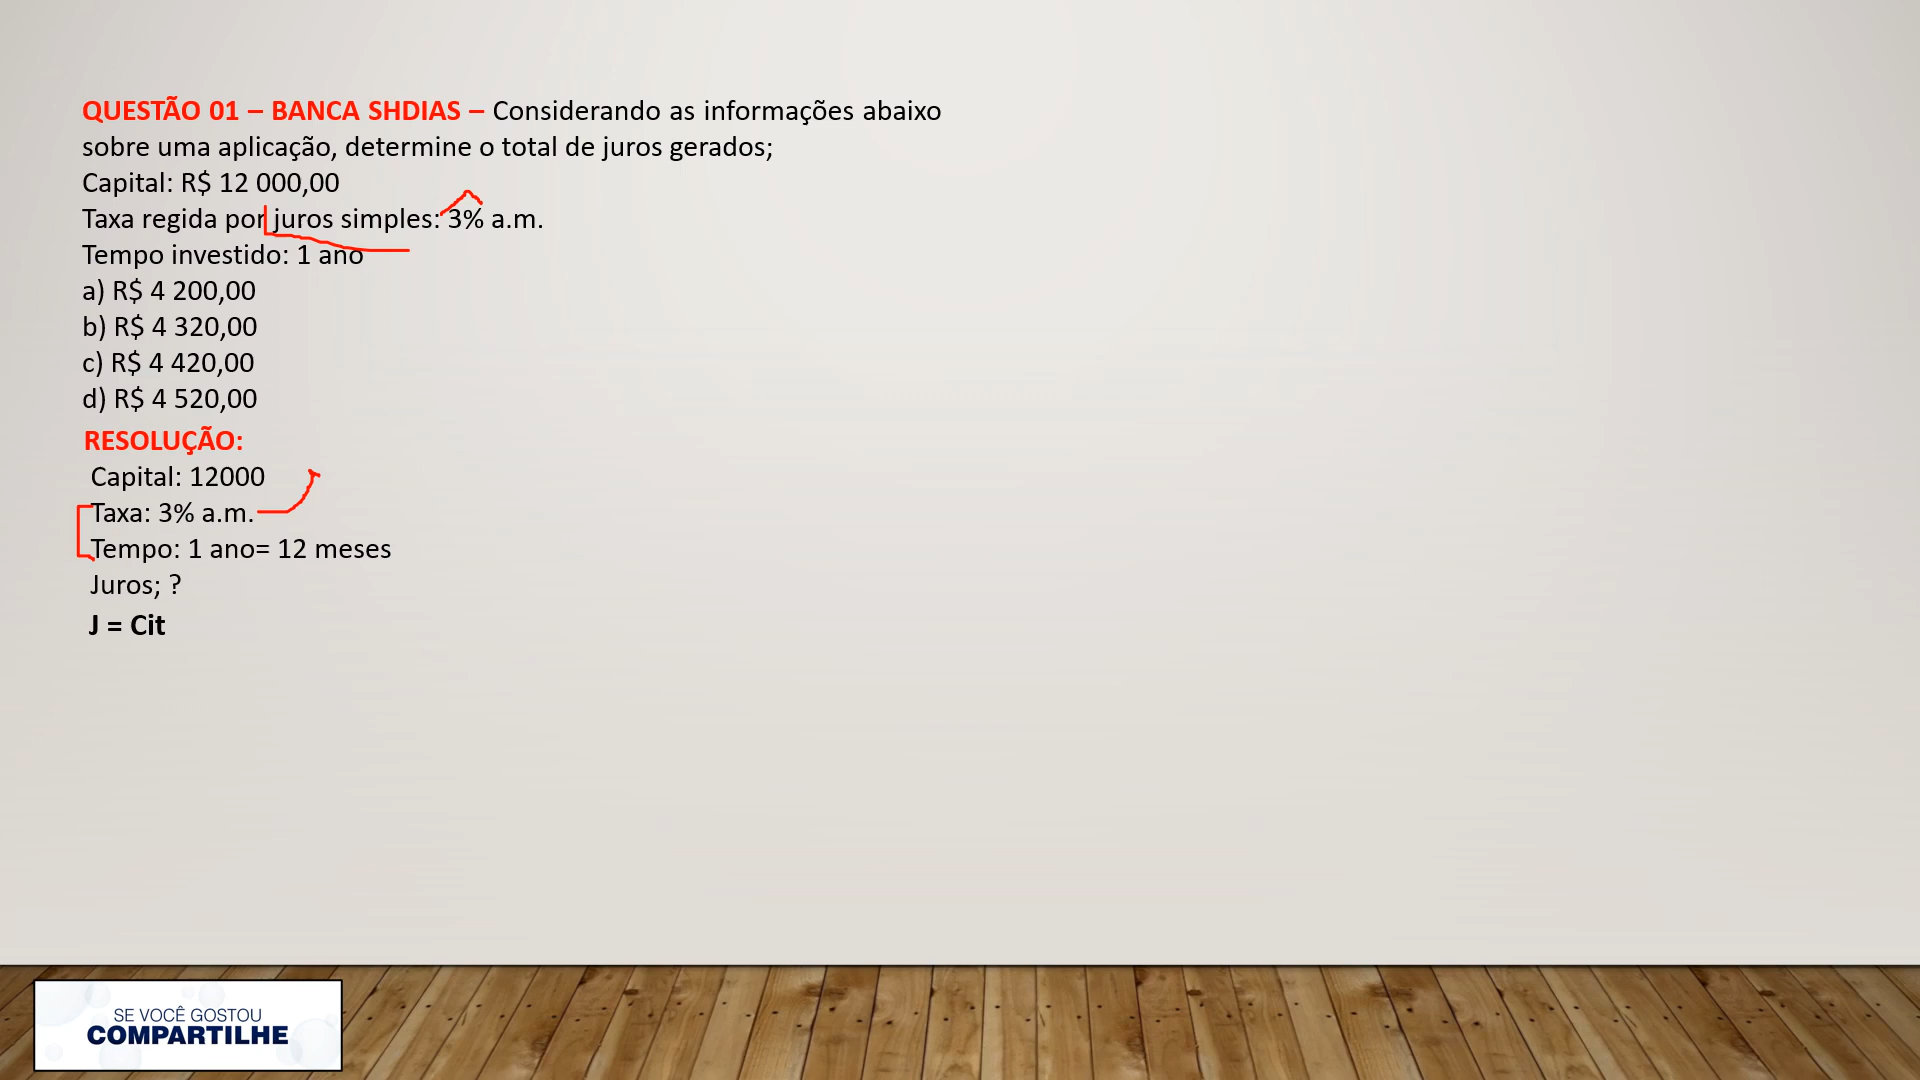 QUESTÃO 01 – BANCA SHDIAS – Considerando as informações abaixo
sobre uma aplicação, determine o total de juros gerados;
Capital: R$ 12 000,00
Taxa regida por juros simples: 3% a.m.
Tempo investido: 1 ano
a) R$ 4 200,00
b) R$ 4 320,00
c) R$ 4 420,00
d) R$ 4 520,00
RESOLUÇÃO:
Capital: 12000
Taxa: 3% a.m.
Tempo: 1 ano= 12 meses
Juros; ?
J = Cit
SE VOCÊ GOSTOU
COMPARTILHE